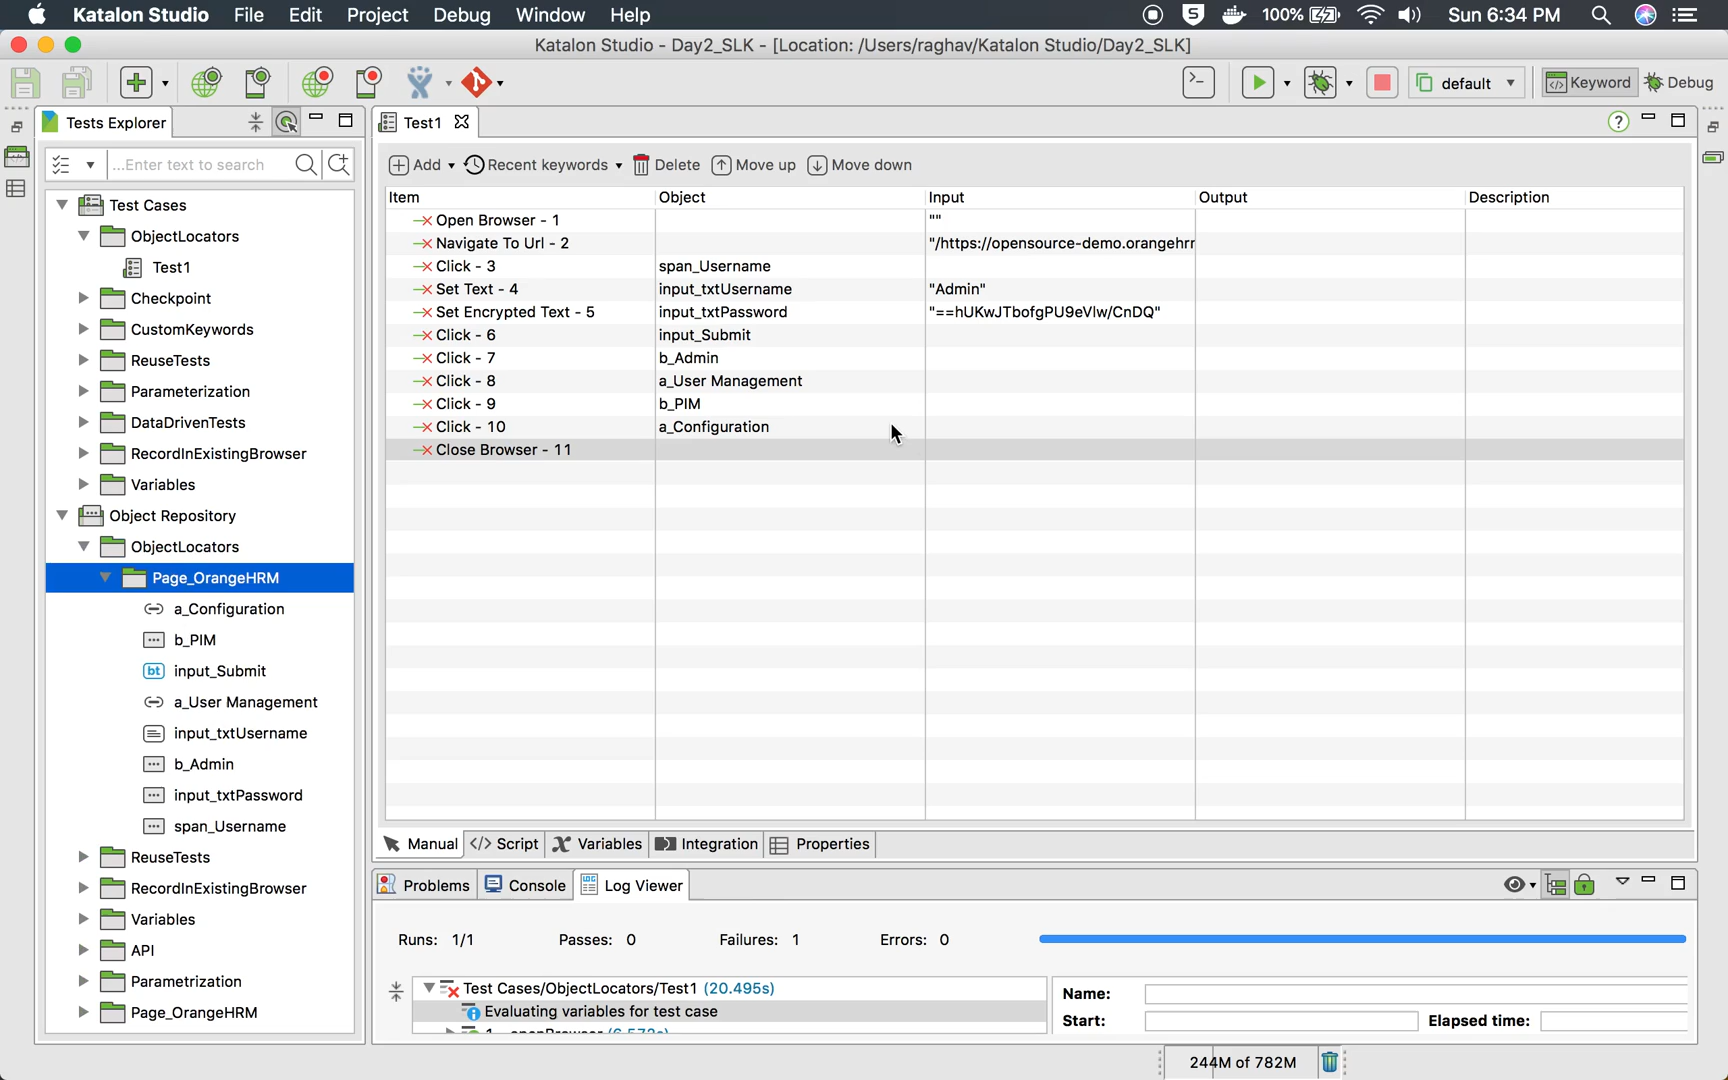 Katalon Studio File Edit Project Debug Window Help 100% Sun 6:34 PM
Katalon Studio - Day2_SLK - [Location: /Users/raghav/Katalon Studio/Day2_SLK]
default Keyword Debug
Tests Explorer
Test1
...Enter text to search
Add Recent keywords Delete Move up Move down
Item Object Input Output Description
Open Browser - 1 ""
Navigate To Url - 2 "/https://opensource-demo.orangehrr
Click - 3 span_Username
Set Text - 4 input_txtUsername "Admin"
Set Encrypted Text - 5 input_txtPassword "==hUKwJTbofgPU9eVlw/CnDQ"
Click - 6 input_Submit
Click - 7 b_Admin
Click - 8 a_User Management
Click - 9 b_PIM
Click - 10 a_Configuration
Close Browser - 11
Test Cases
ObjectLocators
Test1
Checkpoint
CustomKeywords
ReuseTests
Parameterization
DataDrivenTests
RecordInExistingBrowser
Variables
Object Repository
ObjectLocators
Page_OrangeHRM
a_Configuration
b_PIM
input_Submit
a_User Management
input_txtUsername
b_Admin
input_txtPassword
span_Username
ReuseTests
RecordInExistingBrowser
Variables
API
Parametrization
Page_OrangeHRM
Manual </> Script Variables Integration Properties
Problems Console Log Viewer
Runs: 1/1 Passes: 0 Failures: 1 Errors: 0
Test Cases/ObjectLocators/Test1 (20.495s)
Evaluating variables for test case
Name:
Start: Elapsed time:
244M of 782M